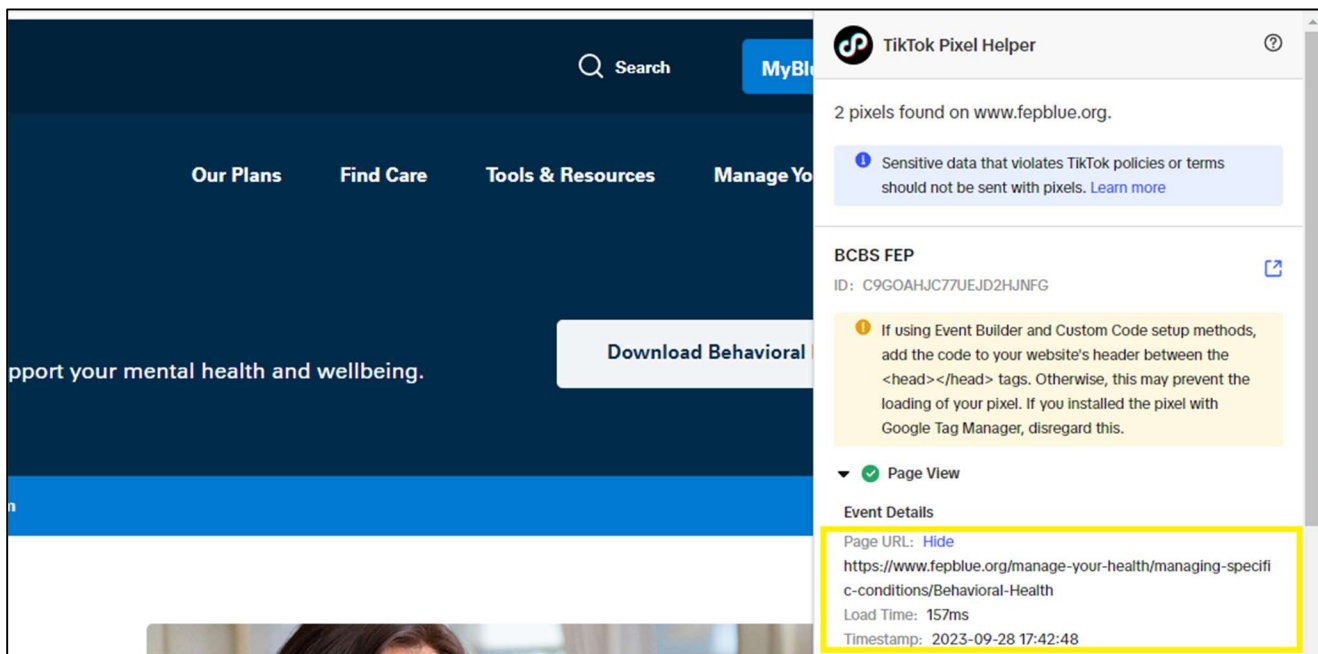 Search
MyBl
Our Plans Find Care Tools & Resources Manage Yo
Download Behavioral
pport your mental health and wellbeing.
TikTok Pixel Helper
2 pixels found on www.fepblue.org.
Sensitive data that violates TikTok policies or terms
should not be sent with pixels. Learn more
BCBS FEP
ID: C9GOAHJC77UEJD2HJNFG
If using Event Builder and Custom Code setup methods,
add the code to your website's header between the
<head></head> tags. Otherwise, this may prevent the
loading of your pixel. If you installed the pixel with
Google Tag Manager, disregard this.
Page View
Event Details
Page URL: Hide
https://www.fepblue.org/manage-your-health/managing-specifi
c-conditions/Behavioral-Health
Load Time: 157ms
Timestamp: 2023-09-28 17:42:48